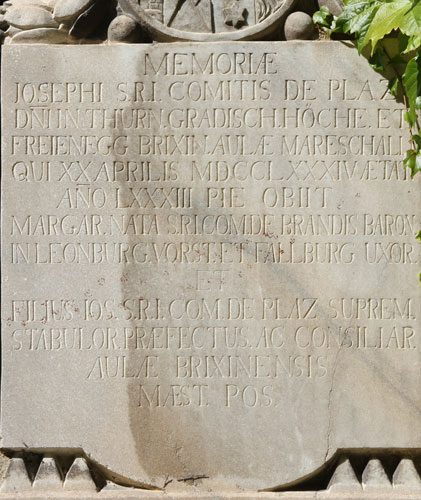 MEMORIÆ
IOSEPHI S.R.I. COMITIS DE PLAZ
DNI IN THURN. GRADISCH. HÖCHE. ET
FREIENEGG BRIXIN. AULÆ MARESCHALI
QUI XX APRILIS MDCCLXXXIV. ÆTAT
AÑO LXXXIII PIE OBIIT
MARGAR. NATA S.R.I. COM. DE BRANDIS BARON
IN LEONBURG. VORST. ET FALLBURG UXOR.
ET
FILIUS IOS. S.R.I. COM. DE PLAZ SUPREM.
STABULOR. PRÆFECTUS. AC CONSILIAR.
AULÆ BRIXINENSIS
MÆST. POS.